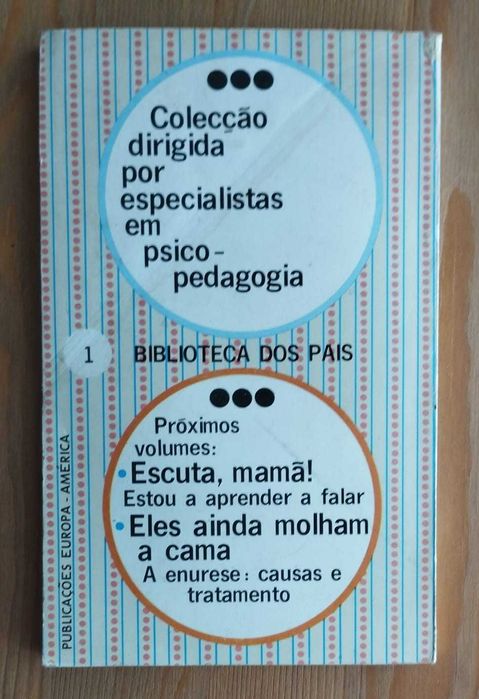 Colecção
dirigida
por
especialistas
em
psico-
pedagogia
1
BIBLIOTECA DOS PAIS
Próximos
volumes:
• Escuta, mamã!
Estou a aprender a falar
• Eles ainda molham
a cama
A enurese: causas e
tratamento
PUBLICAÇÕES EUROPA-AMÉRICA